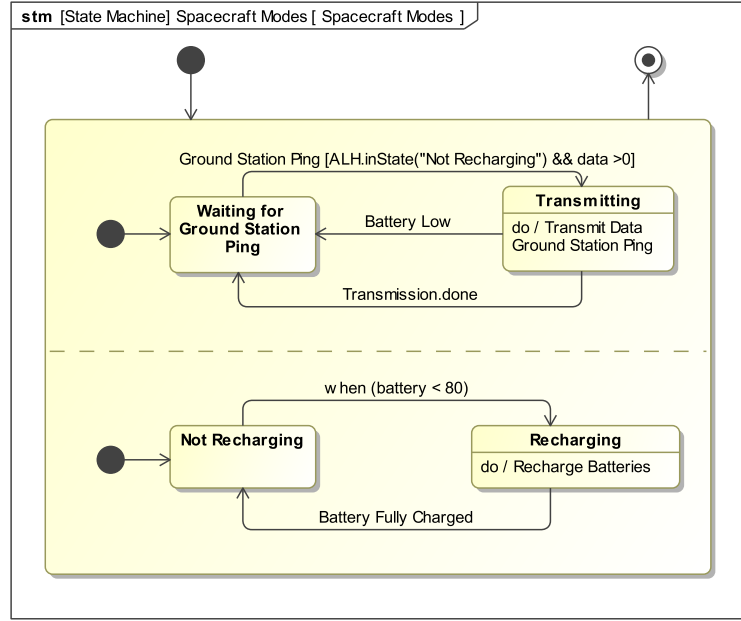 stm [State Machine] Spacecraft Modes [ Spacecraft Modes ]
Ground Station Ping [ALH.inState("Not Recharging") && data >0]
Waiting for
Ground Station
Ping
Transmitting
do / Transmit Data
Ground Station Ping
Battery Low
Transmission.done
when (battery < 80)
Not Recharging
Recharging
do / Recharge Batteries
Battery Fully Charged